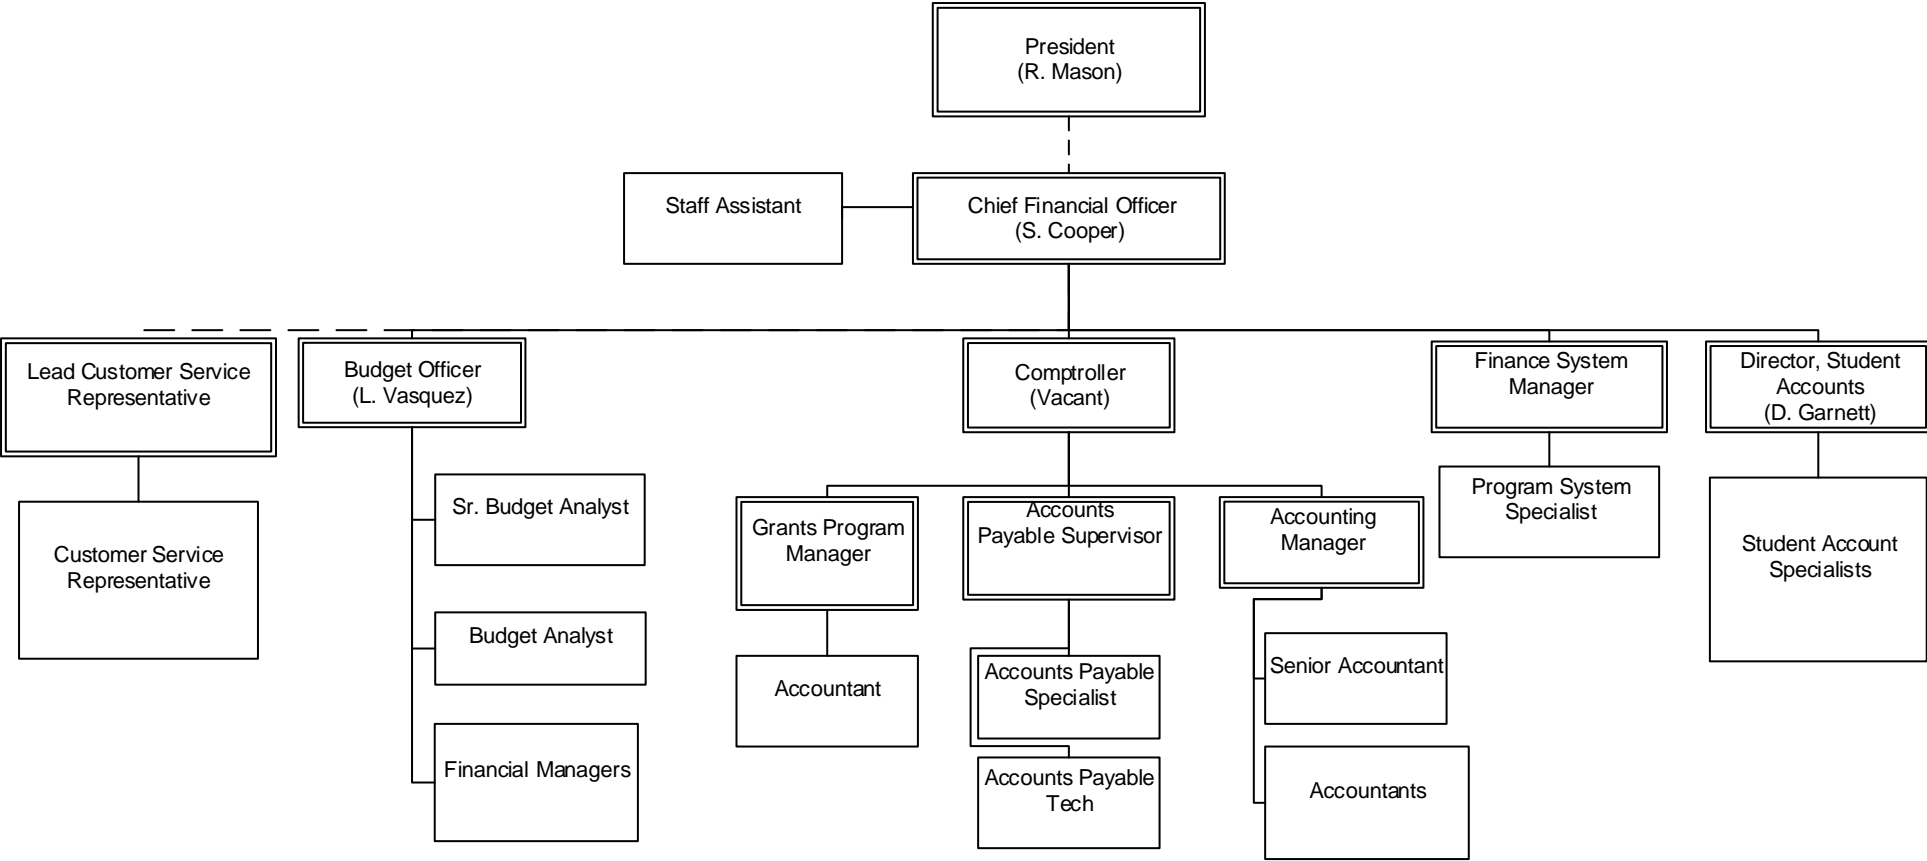 President
(R. Mason)
Staff Assistant
Chief Financial Officer
(S. Cooper)
Lead Customer Service
Representative
Budget Officer
(L. Vasquez)
Comptroller
(Vacant)
Finance System
Manager
Director, Student
Accounts
(D. Garnett)
Customer Service
Representative
Sr. Budget Analyst
Budget Analyst
Financial Managers
Grants Program
Manager
Accountant
Accounts
Payable Supervisor
Accounts Payable
Specialist
Accounts Payable
Tech
Accounting
Manager
Senior Accountant
Accountants
Program System
Specialist
Student Account
Specialists